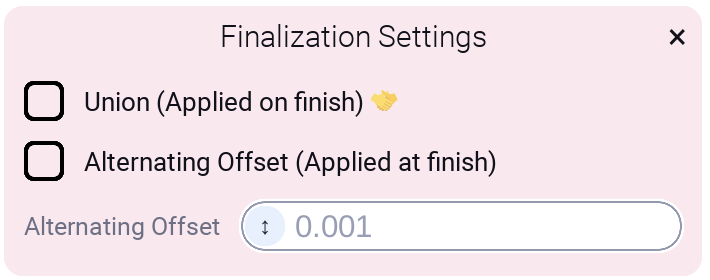 Finalization Settings ×
Union (Applied on finish) 🤝
Alternating Offset (Applied at finish)
Alternating Offset ↕ 0.001